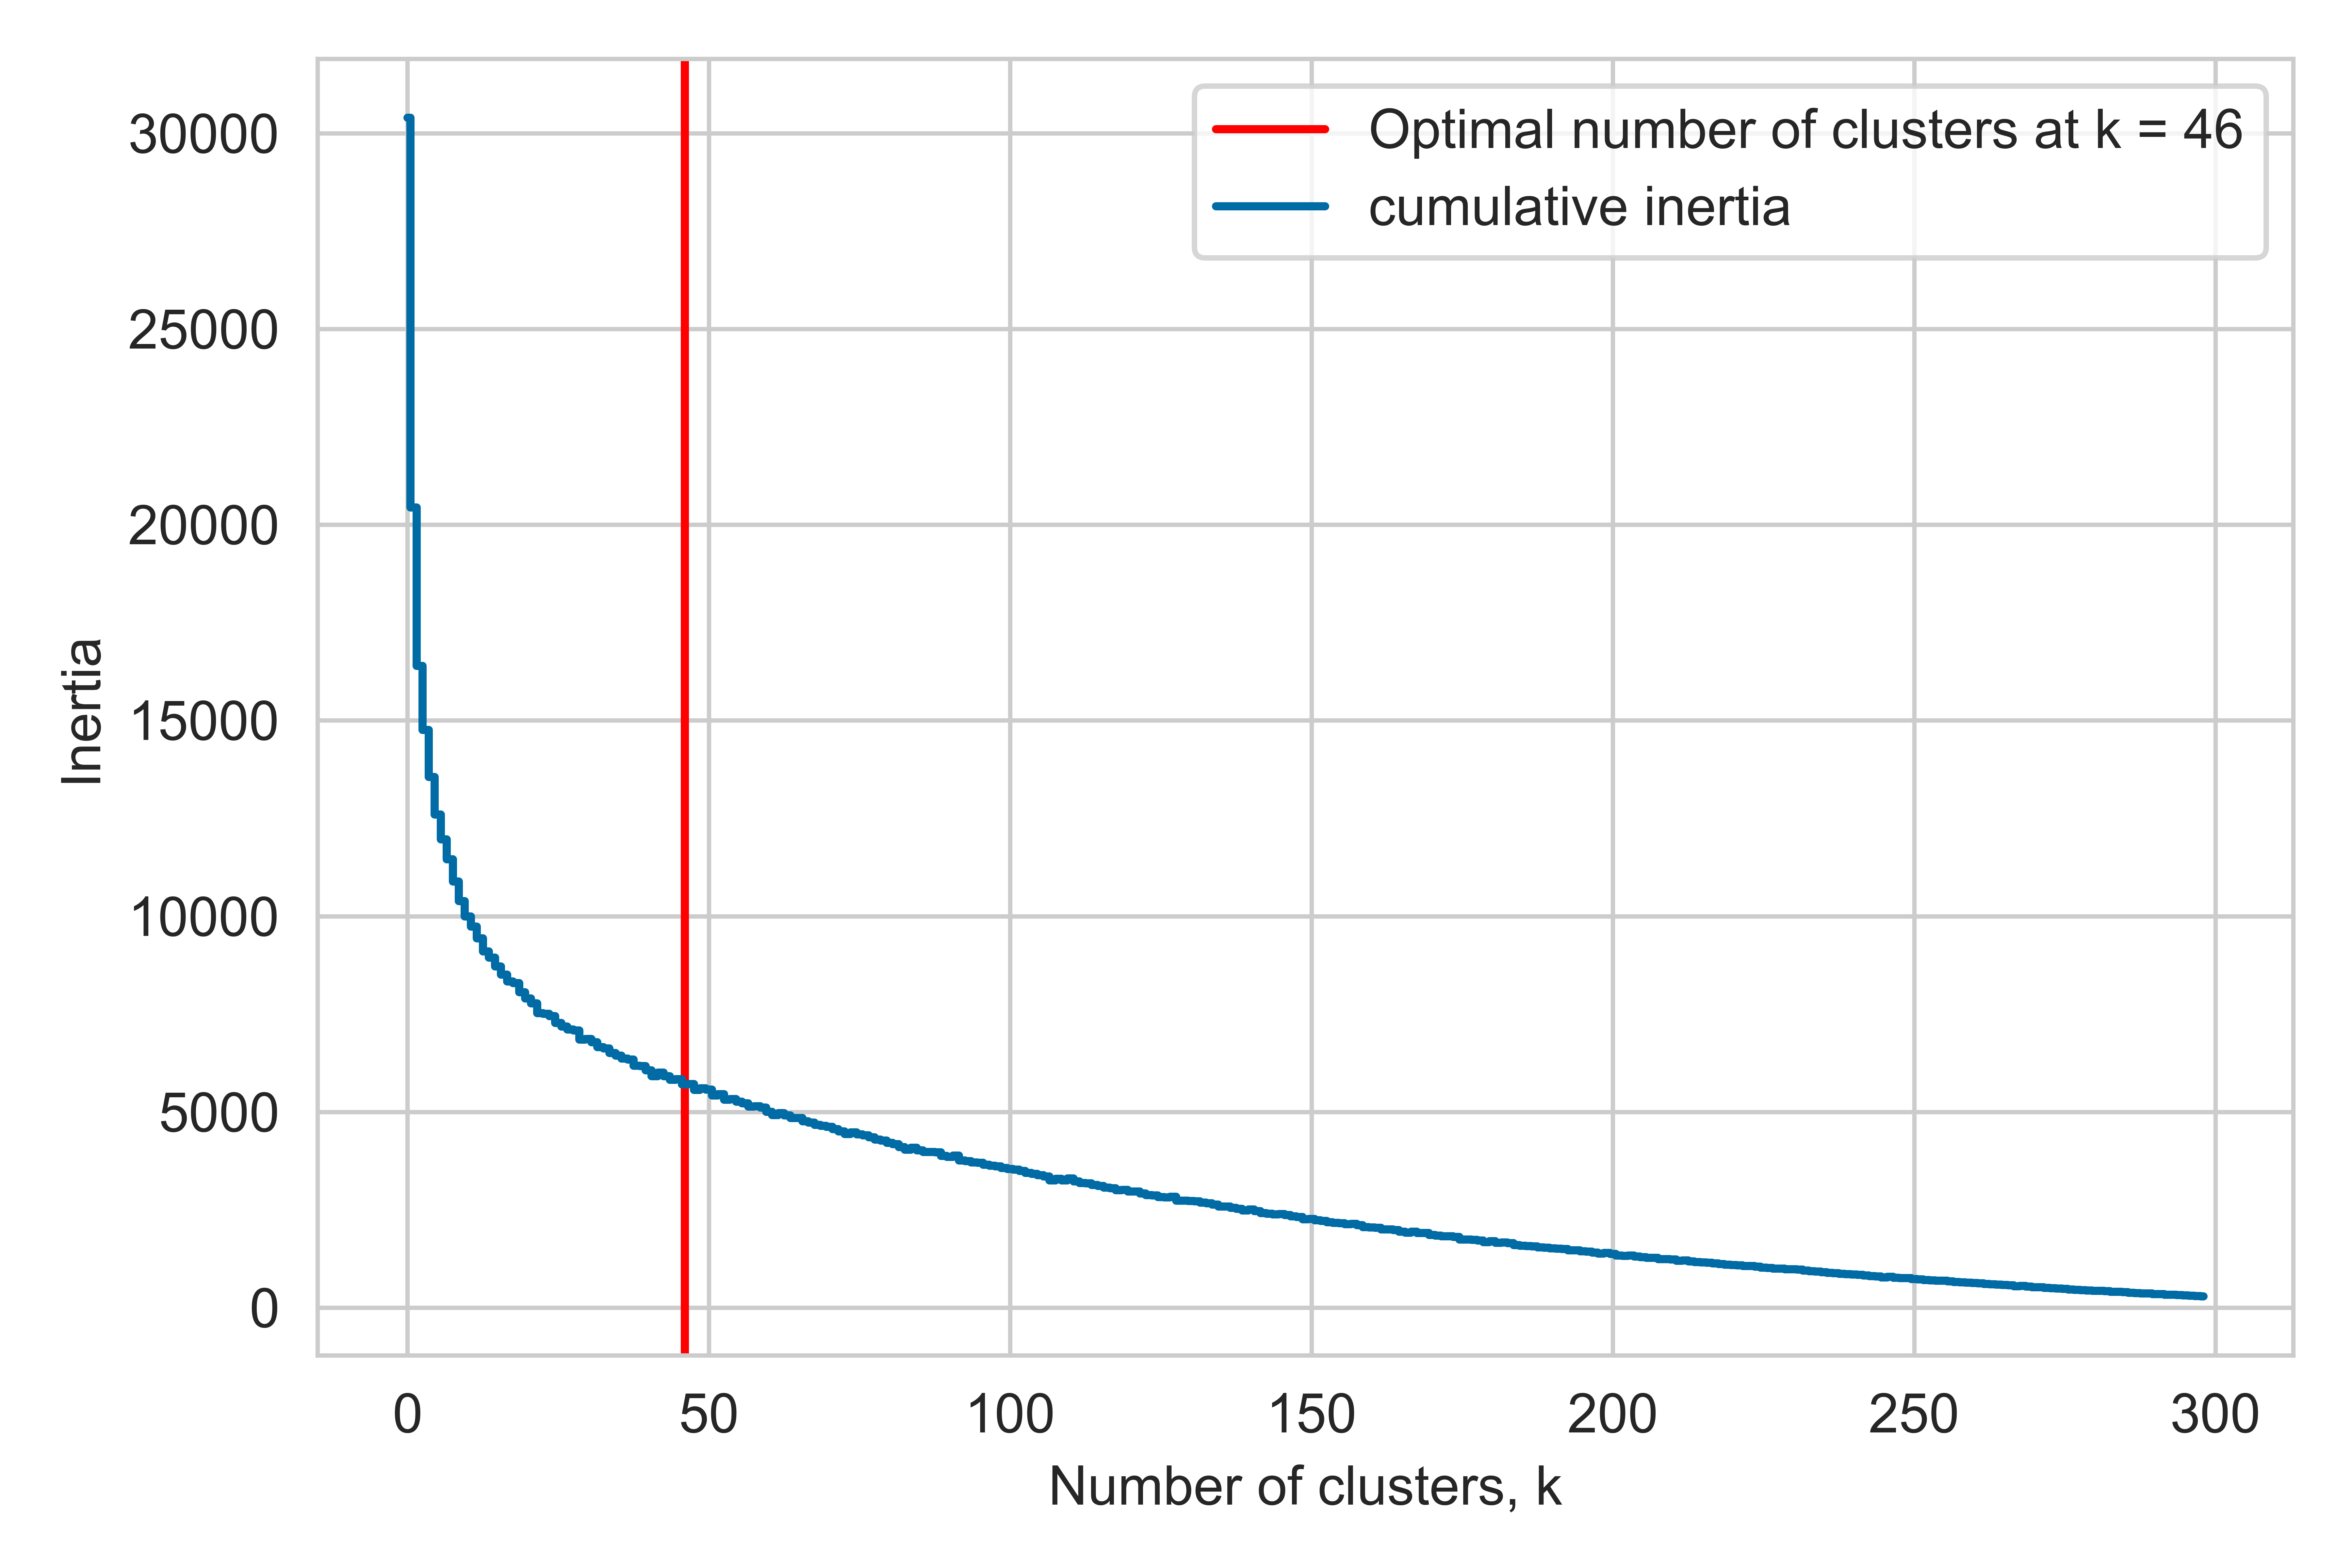 Optimal number of clusters at k = 46
cumulative inertia
30000
25000
20000
15000
10000
5000
0
Inertia
0 50 100 150 200 250 300
Number of clusters, k